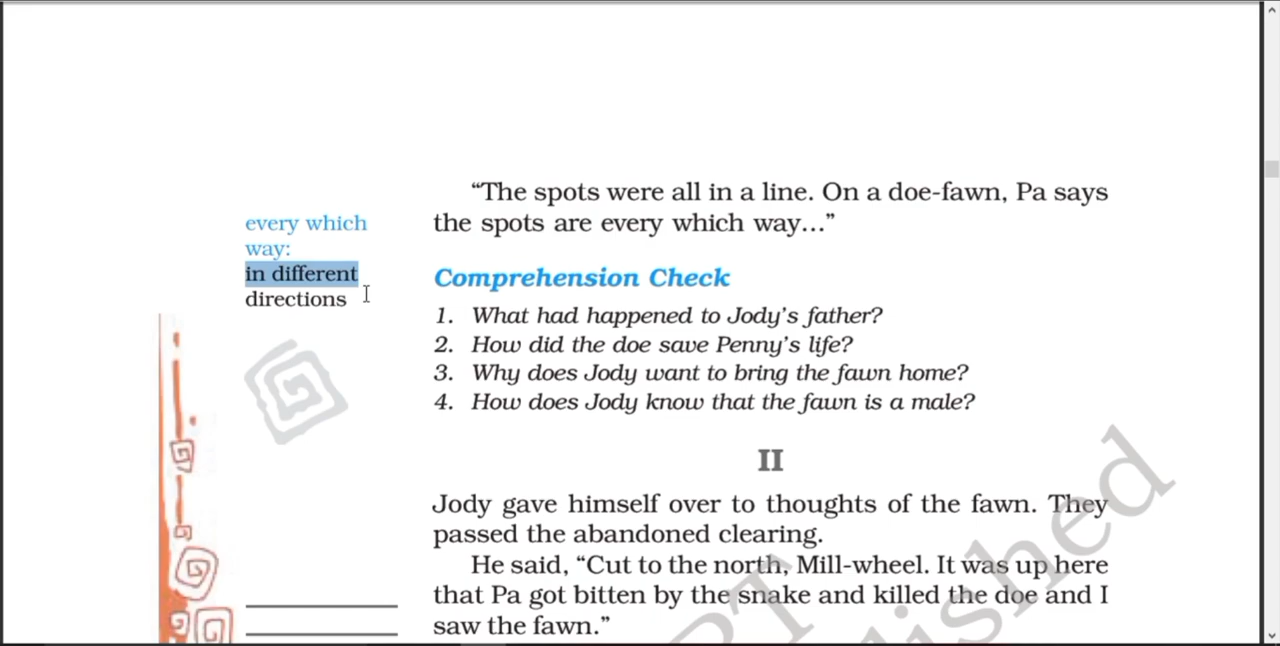 “The spots were all in a line. On a doe-fawn, Pa says
the spots are every which way...”
every which
way:
in different
directions
Comprehension Check
1. What had happened to Jody’s father?
2. How did the doe save Penny’s life?
3. Why does Jody want to bring the fawn home?
4. How does Jody know that the fawn is a male?
II
Jody gave himself over to thoughts of the fawn. They
passed the abandoned clearing.
He said, “Cut to the north, Mill-wheel. It was up here
that Pa got bitten by the snake and killed the doe and I
saw the fawn.”